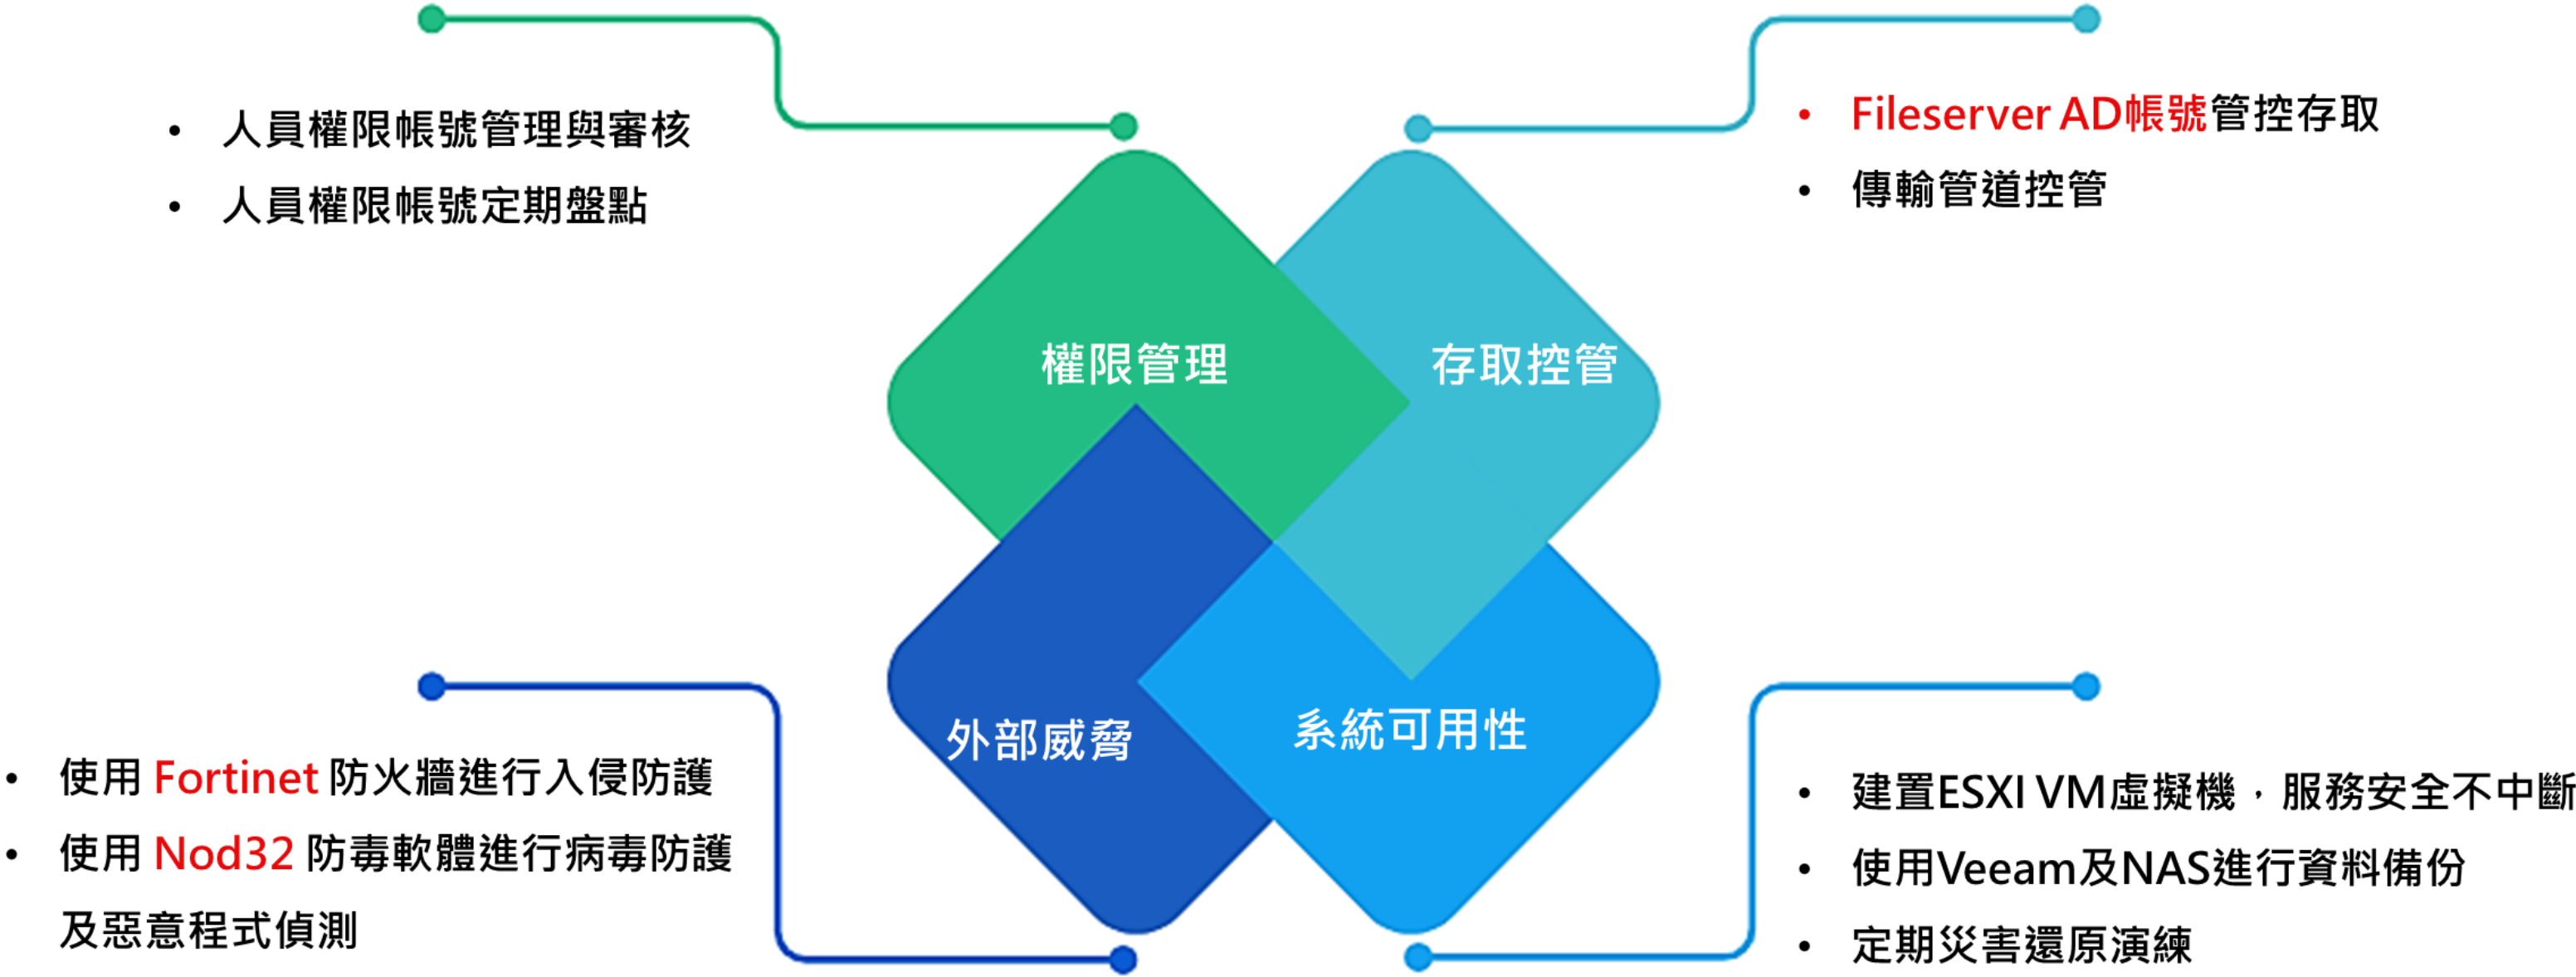 • 人員權限帳號管理與審核
• 人員權限帳號定期盤點
• Fileserver AD帳號管控存取
• 傳輸管道控管
權限管理
存取控管
外部威脅
系統可用性
• 使用 Fortinet 防火牆進行入侵防護
• 使用 Nod32 防毒軟體進行病毒防護
及惡意程式偵測
• 建置ESXI VM虛擬機，服務安全不中斷
• 使用Veeam及NAS進行資料備份
• 定期災害還原演練